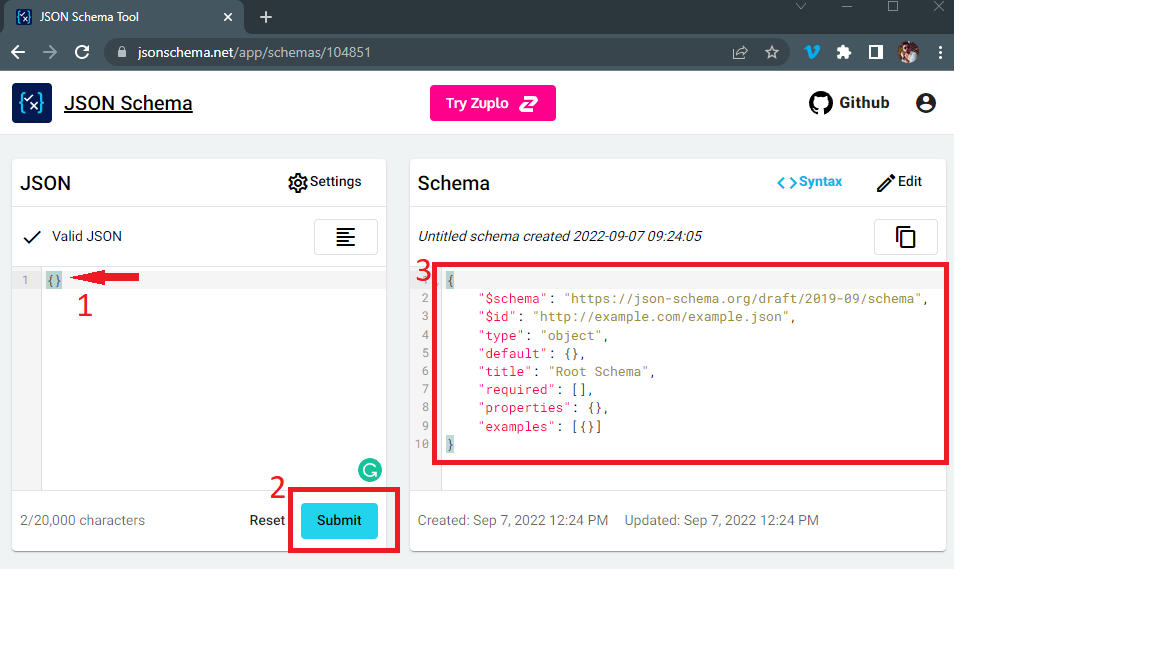 JSON Schema Tool
jsonschema.net/app/schemas/104851
JSON Schema
Try Zuplo
Github
JSON
Settings
Valid JSON
1 {}
1
2/20,000 characters
Reset
2
Submit
Schema
Syntax
Edit
Untitled schema created 2022-09-07 09:24:05
3
1 {
2 "$schema": "https://json-schema.org/draft/2019-09/schema",
3 "$id": "http://example.com/example.json",
4 "type": "object",
5 "default": {},
6 "title": "Root Schema",
7 "required": [],
8 "properties": {},
9 "examples": [{}]
10 }
Created: Sep 7, 2022 12:24 PM Updated: Sep 7, 2022 12:24 PM